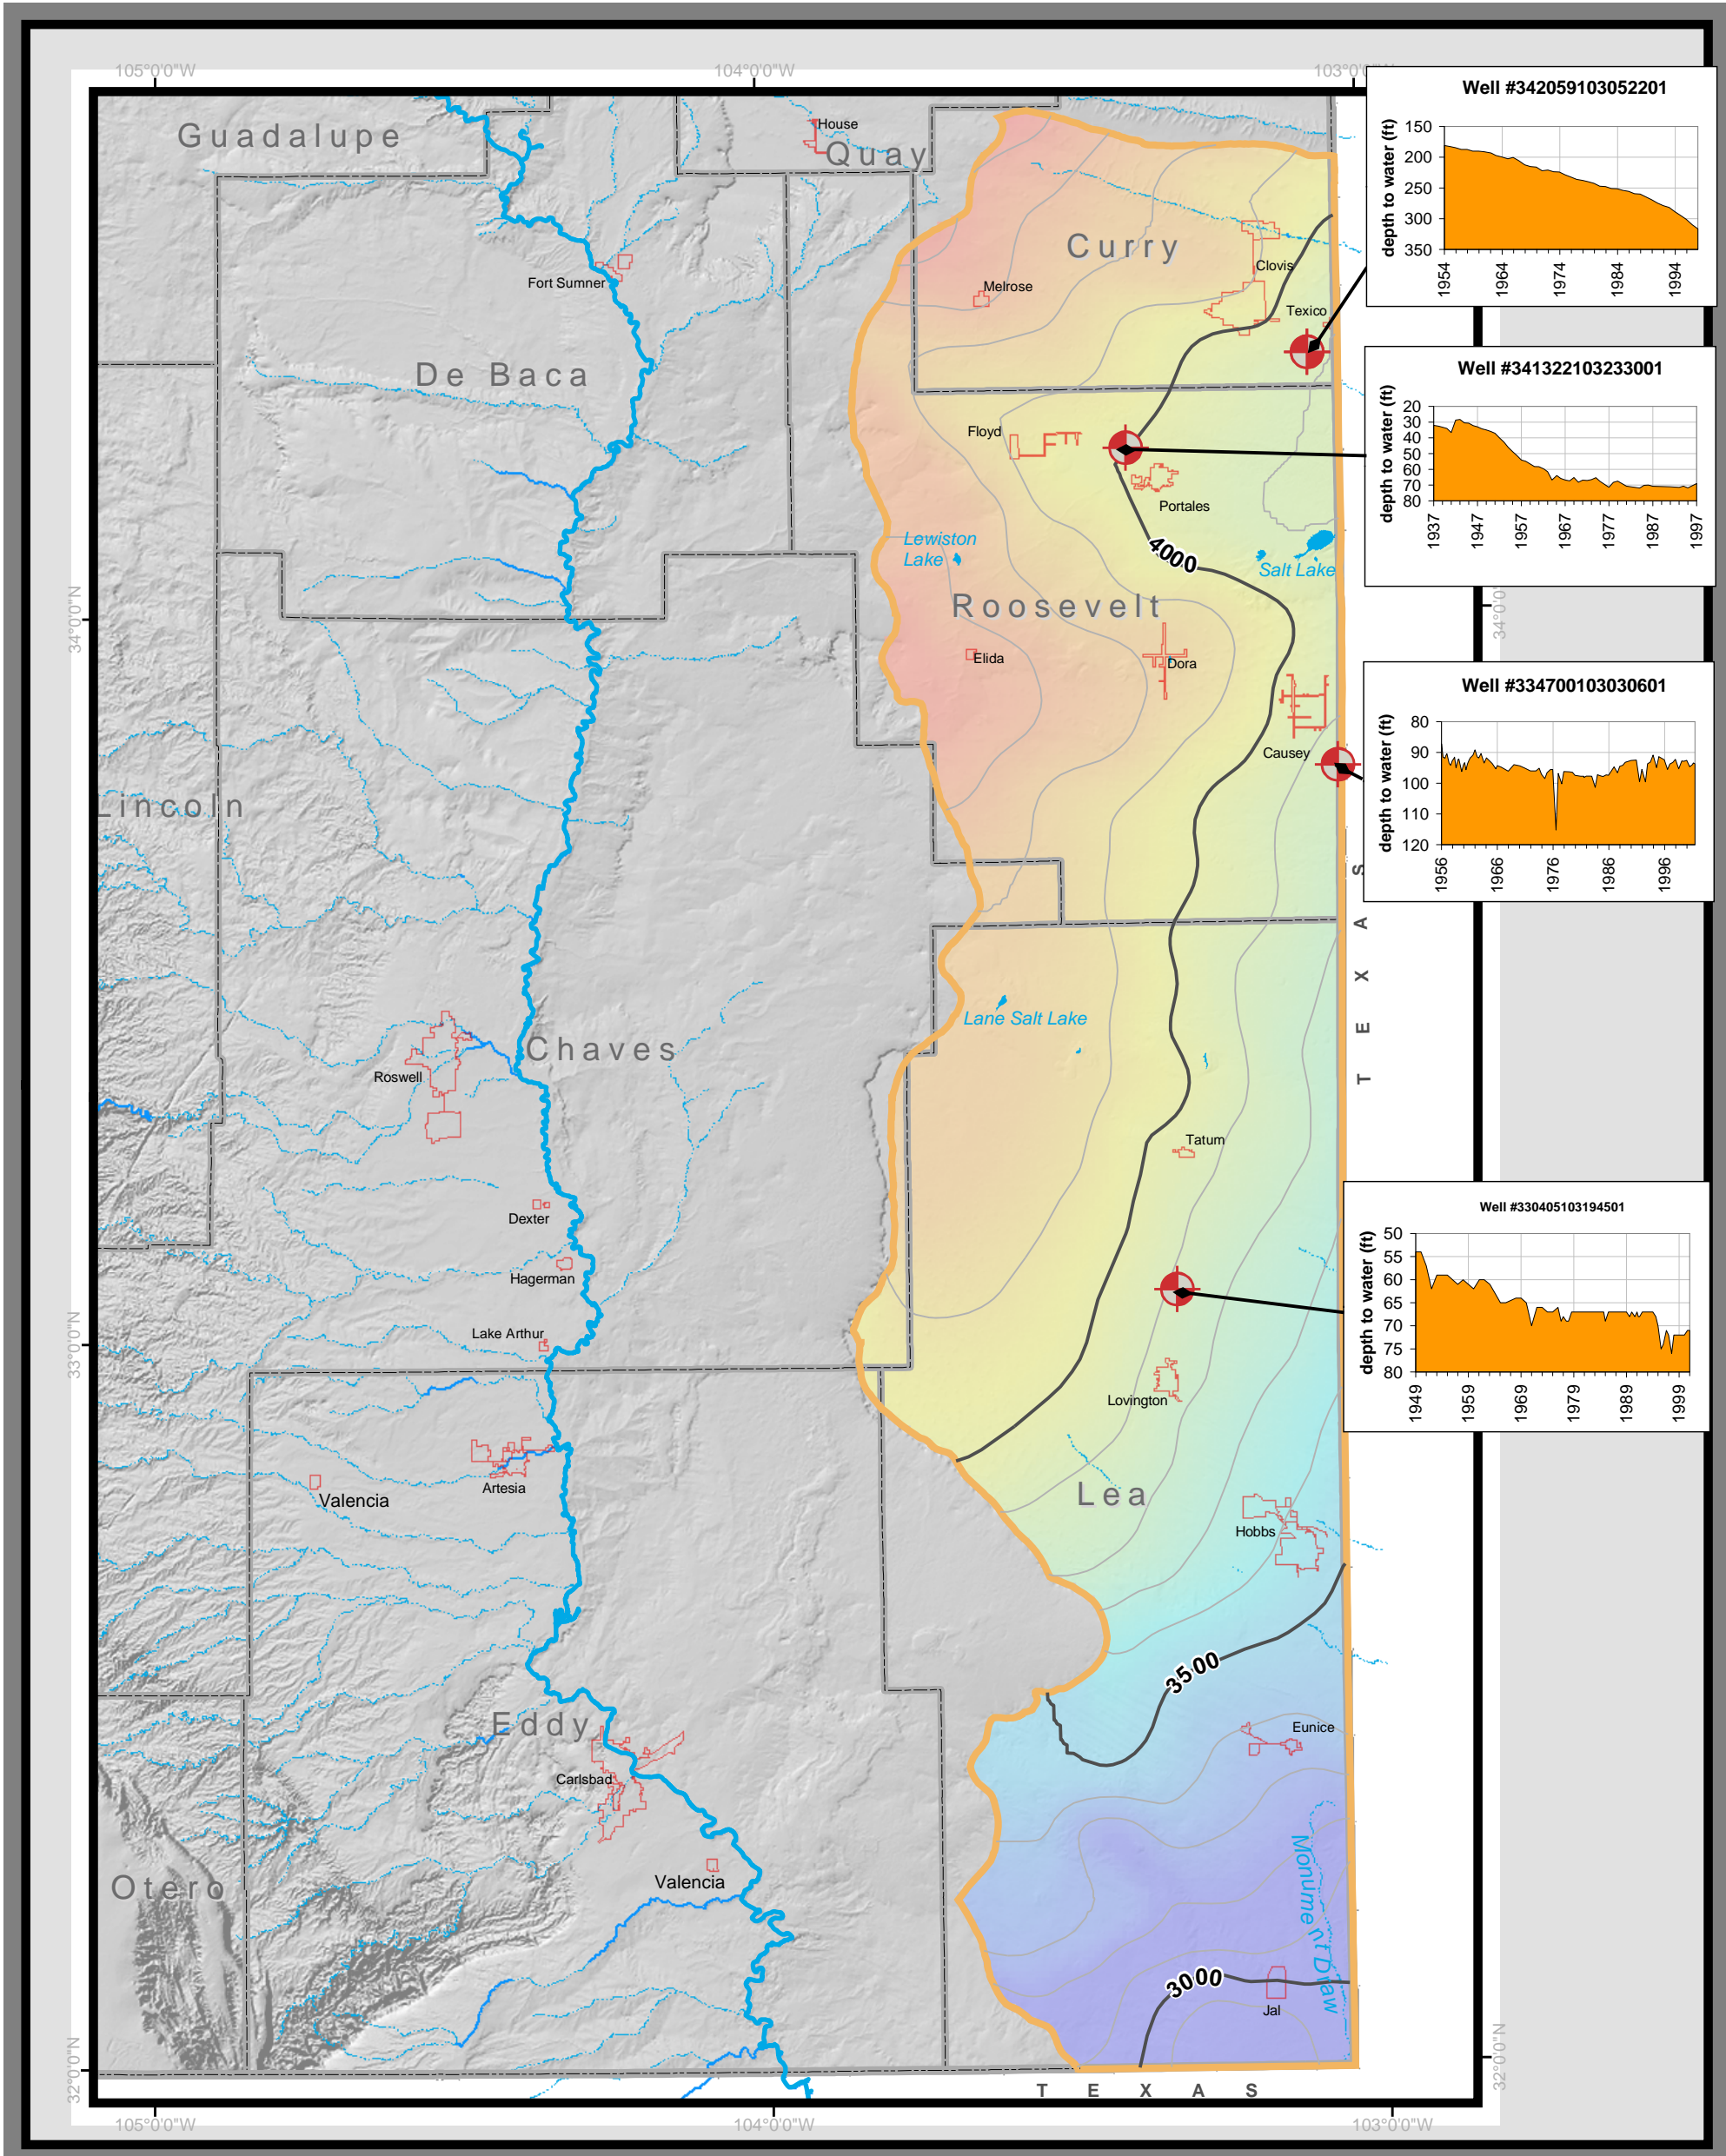 105°0'0"W
104°0'0"W
103°0'0"W
Well #342059103052201
depth to water (ft)
150
200
250
300
350
1954
1964
1974
1984
1994
Guadalupe
House
Quay
Curry
Clovis
Melrose
Texico
Fort Sumner
De Baca
Well #341322103233001
depth to water (ft)
20
30
40
50
60
70
80
1937
1947
1957
1967
1977
1987
1997
Floyd
Portales
Lewiston
Lake
4000
Salt Lake
Roosevelt
34°0'0"N
34°0'0"N
Elida
Dora
Well #334700103030601
depth to water (ft)
80
90
100
110
120
1956
1966
1976
1986
1996
Causey
Lincoln
TEXAS
Lane Salt Lake
Chaves
Roswell
Tatum
Dexter
Hagerman
Lake Arthur
33°0'0"N
Well #330405103194501
depth to water (ft)
50
55
60
65
70
75
80
1949
1959
1969
1979
1989
1999
Lovington
Artesia
Valencia
Lea
Hobbs
3500
Eddy
Eunice
Carlsbad
Valencia
Otero
Monument Draw
3000
Jal
32°0'0"N
32°0'0"N
TEXAS
105°0'0"W
104°0'0"W
103°0'0"W